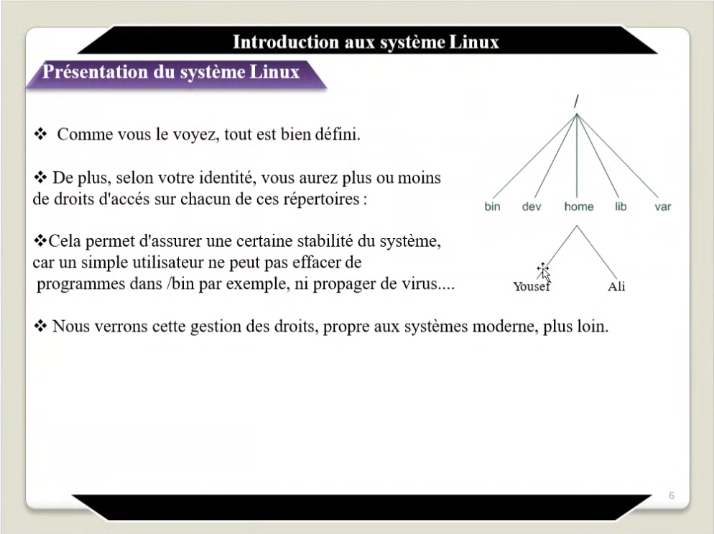 Introduction aux système Linux
Présentation du système Linux
❖ Comme vous le voyez, tout est bien défini.
❖ De plus, selon votre identité, vous aurez plus ou moins
de droits d'accés sur chacun de ces répertoires :
❖Cela permet d'assurer une certaine stabilité du système,
car un simple utilisateur ne peut pas effacer de
programmes dans /bin par exemple, ni propager de virus....
❖ Nous verrons cette gestion des droits, propre aux systèmes moderne, plus loin.
/
bin dev home lib var
Yousef Ali
6